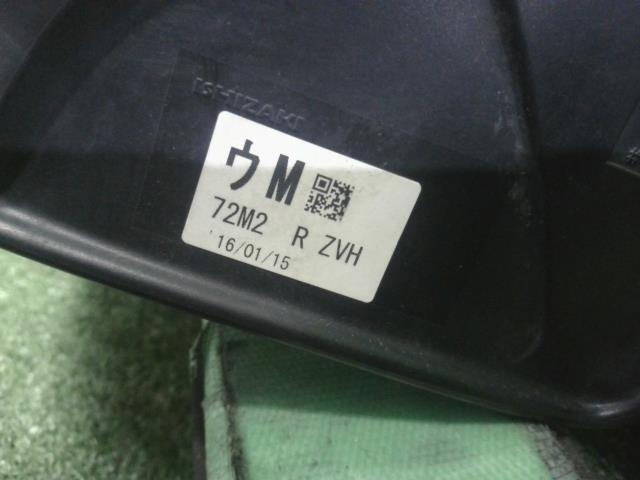 ISHIZAKI
ウM
72M2 R ZVH
'16/01/15